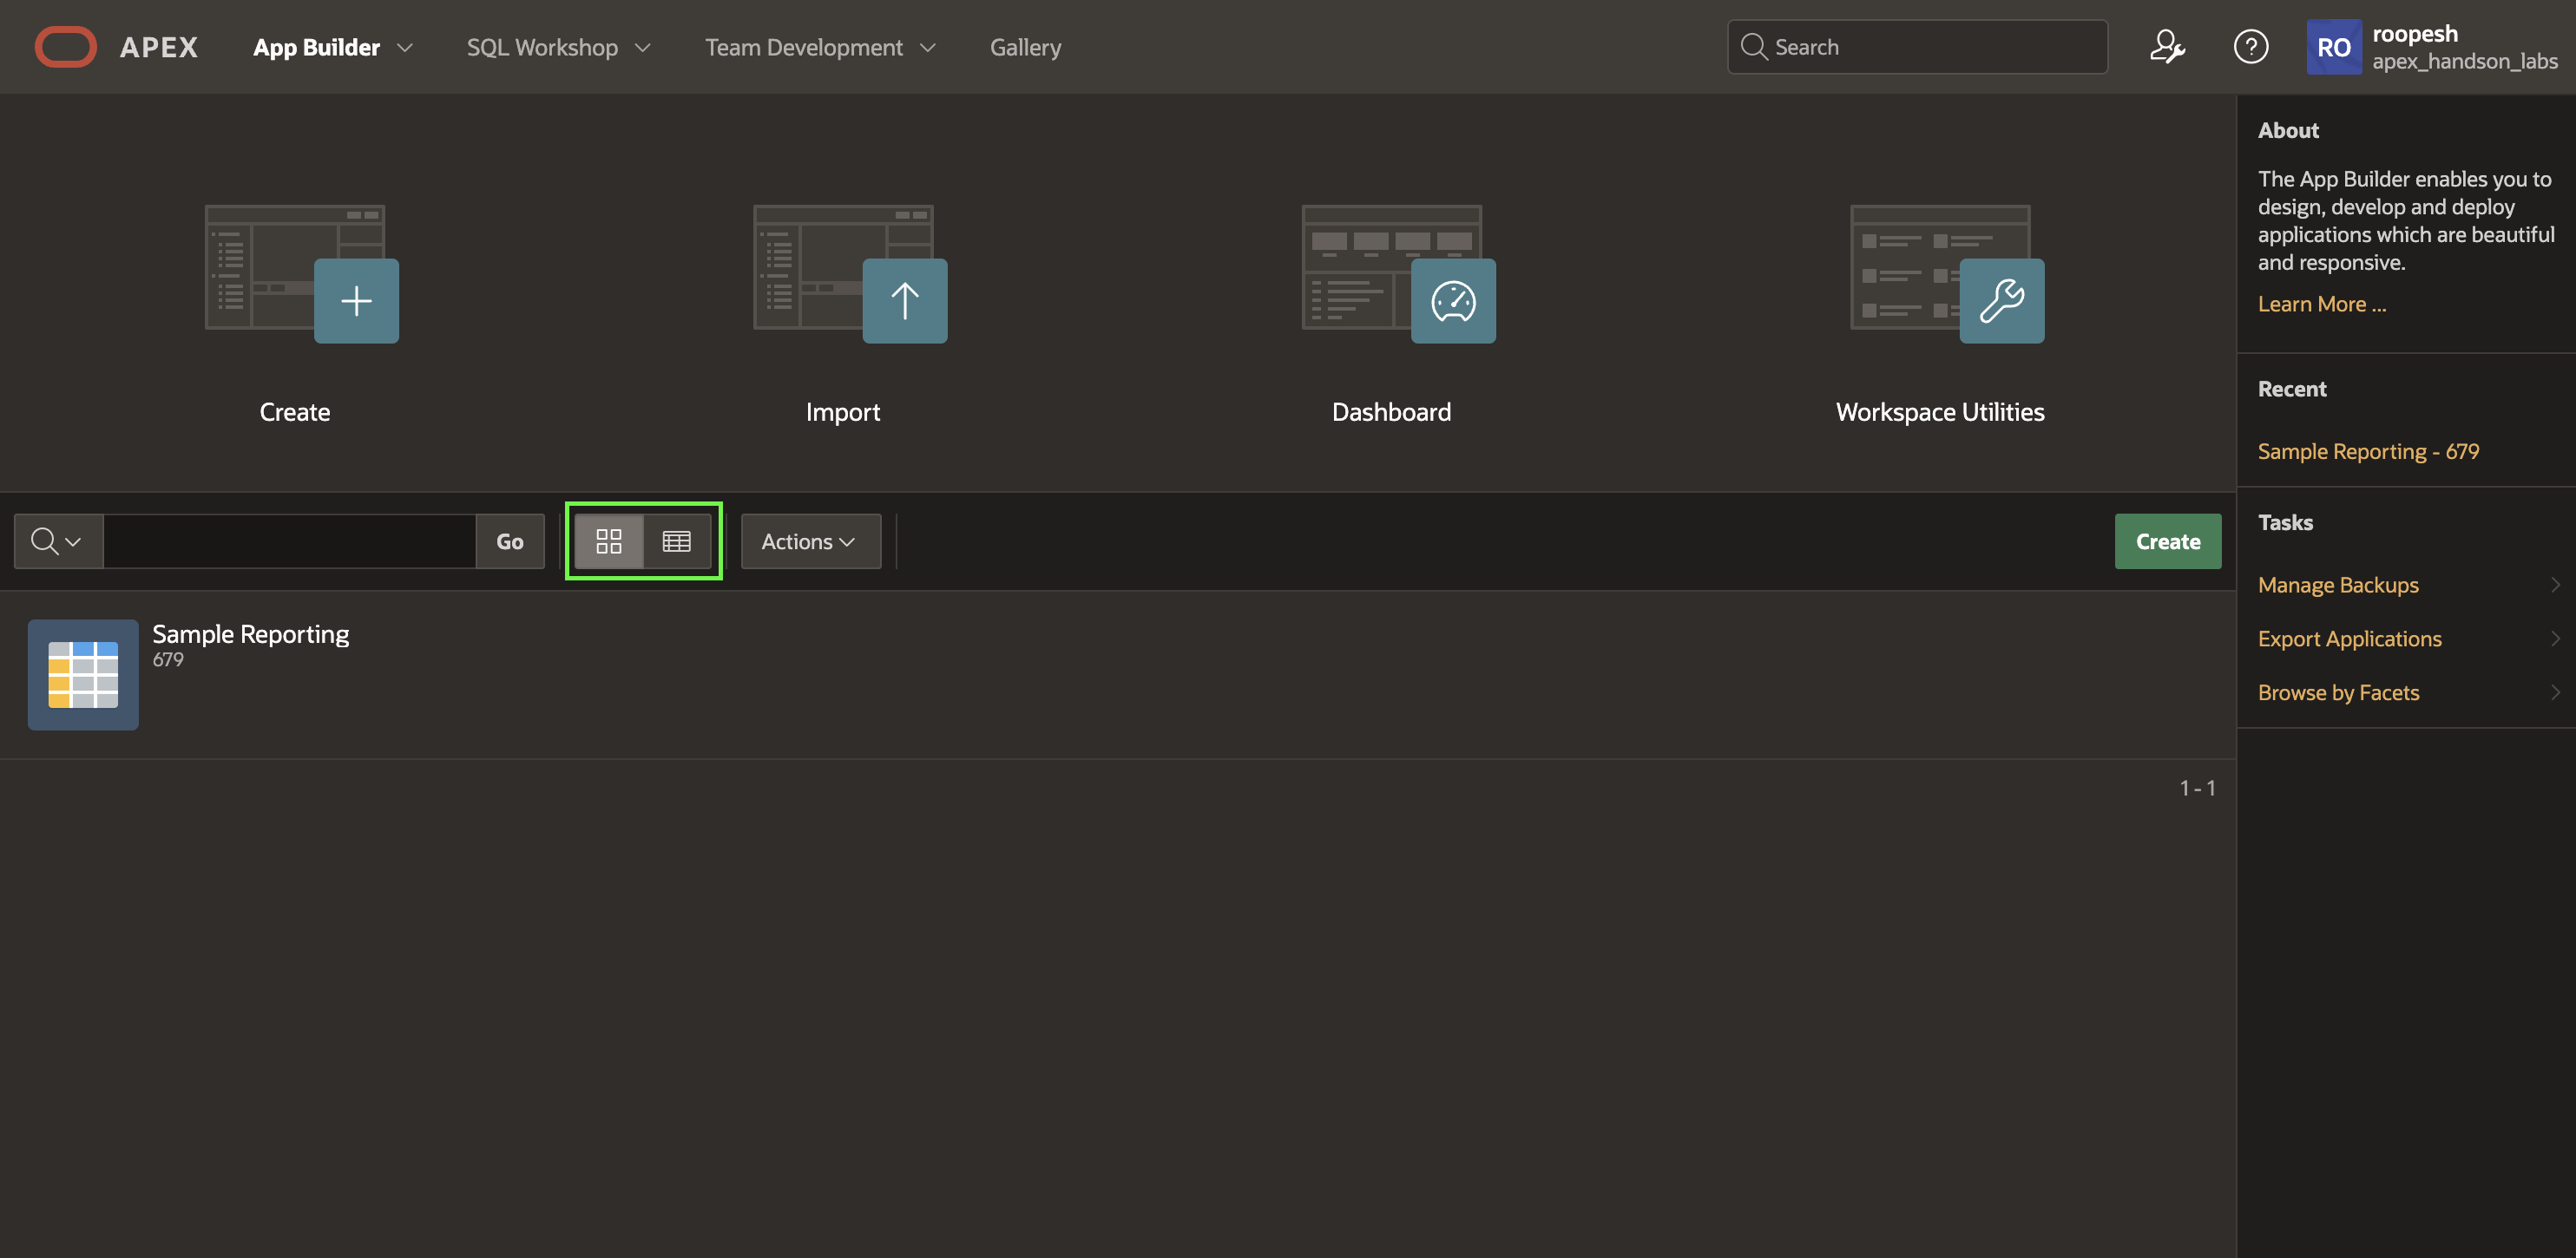 APEX
App Builder
SQL Workshop
Team Development
Gallery
Search
RO
roopesh
apex_handson_labs
Create
Import
Dashboard
Workspace Utilities
Go
Actions
Create
Sample Reporting
679
1 - 1
About
The App Builder enables you to
design, develop and deploy
applications which are beautiful
and responsive.
Learn More ...
Recent
Sample Reporting - 679
Tasks
Manage Backups
Export Applications
Browse by Facets